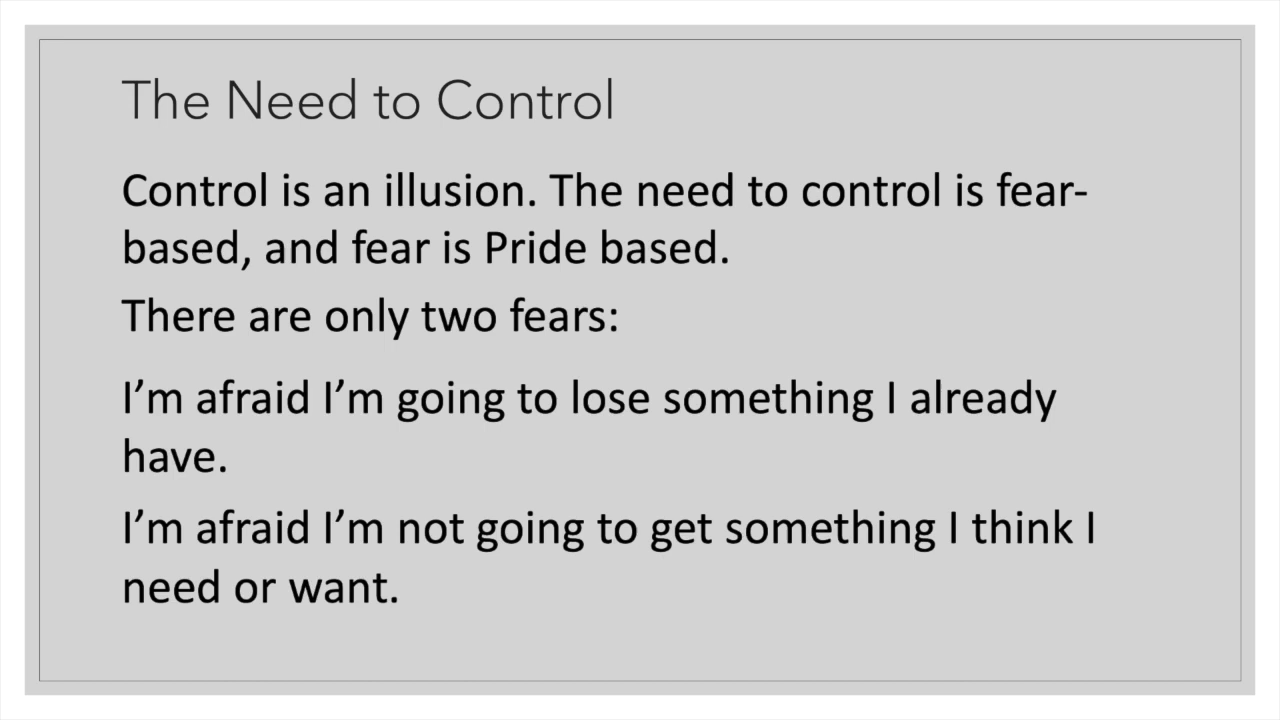 The Need to Control
Control is an illusion. The need to control is fear-
based, and fear is Pride based.
There are only two fears:
I’m afraid I’m going to lose something I already
have.
I’m afraid I’m not going to get something I think I
need or want.